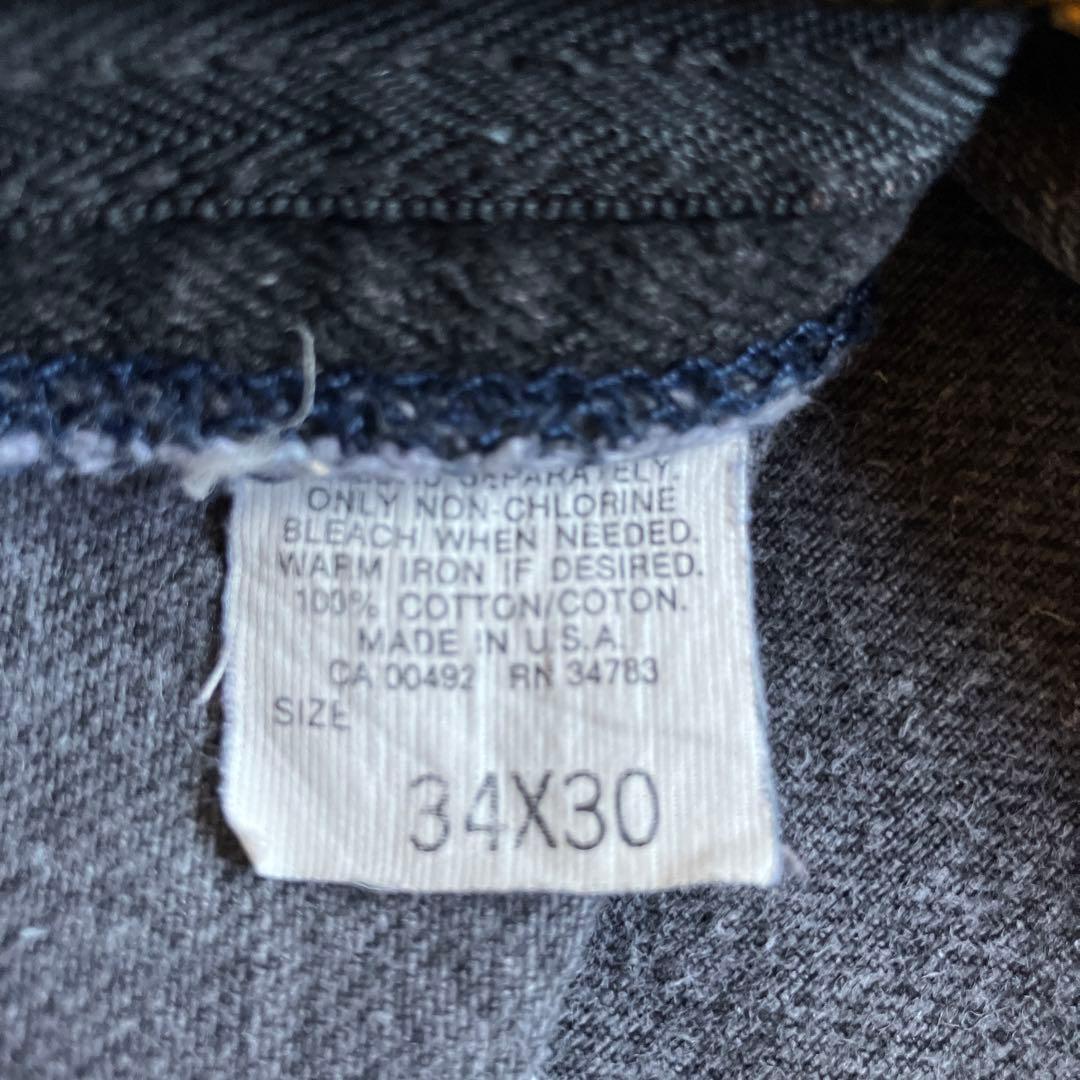 SEPARATELY.
ONLY NON-CHLORINE
BLEACH WHEN NEEDED.
WARM IRON IF DESIRED.
100% COTTON/COTON.
MADE IN U.S.A.
CA 00492 RN 34783
SIZE
34X30